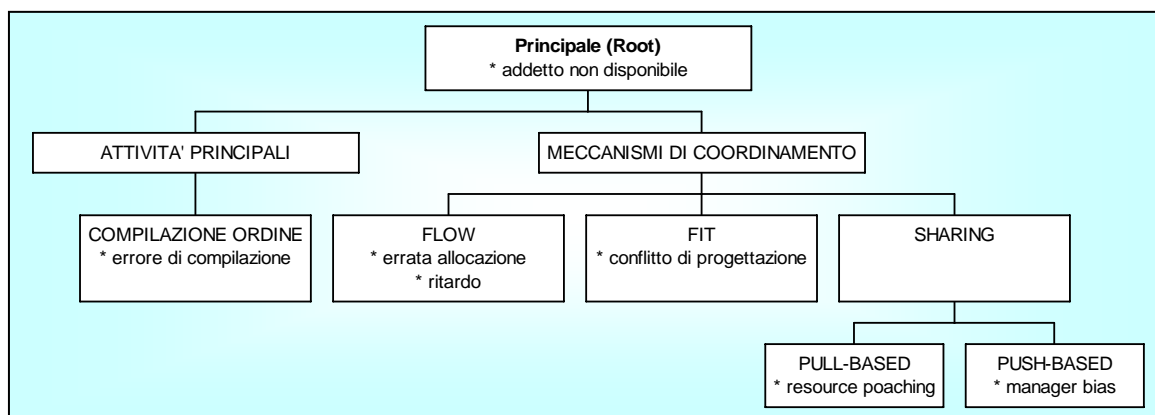 Principale (Root)
* addetto non disponibile
ATTIVITA' PRINCIPALI
MECCANISMI DI COORDINAMENTO
COMPILAZIONE ORDINE
* errore di compilazione
FLOW
* errata allocazione
* ritardo
FIT
* conflitto di progettazione
SHARING
PULL-BASED
* resource poaching
PUSH-BASED
* manager bias